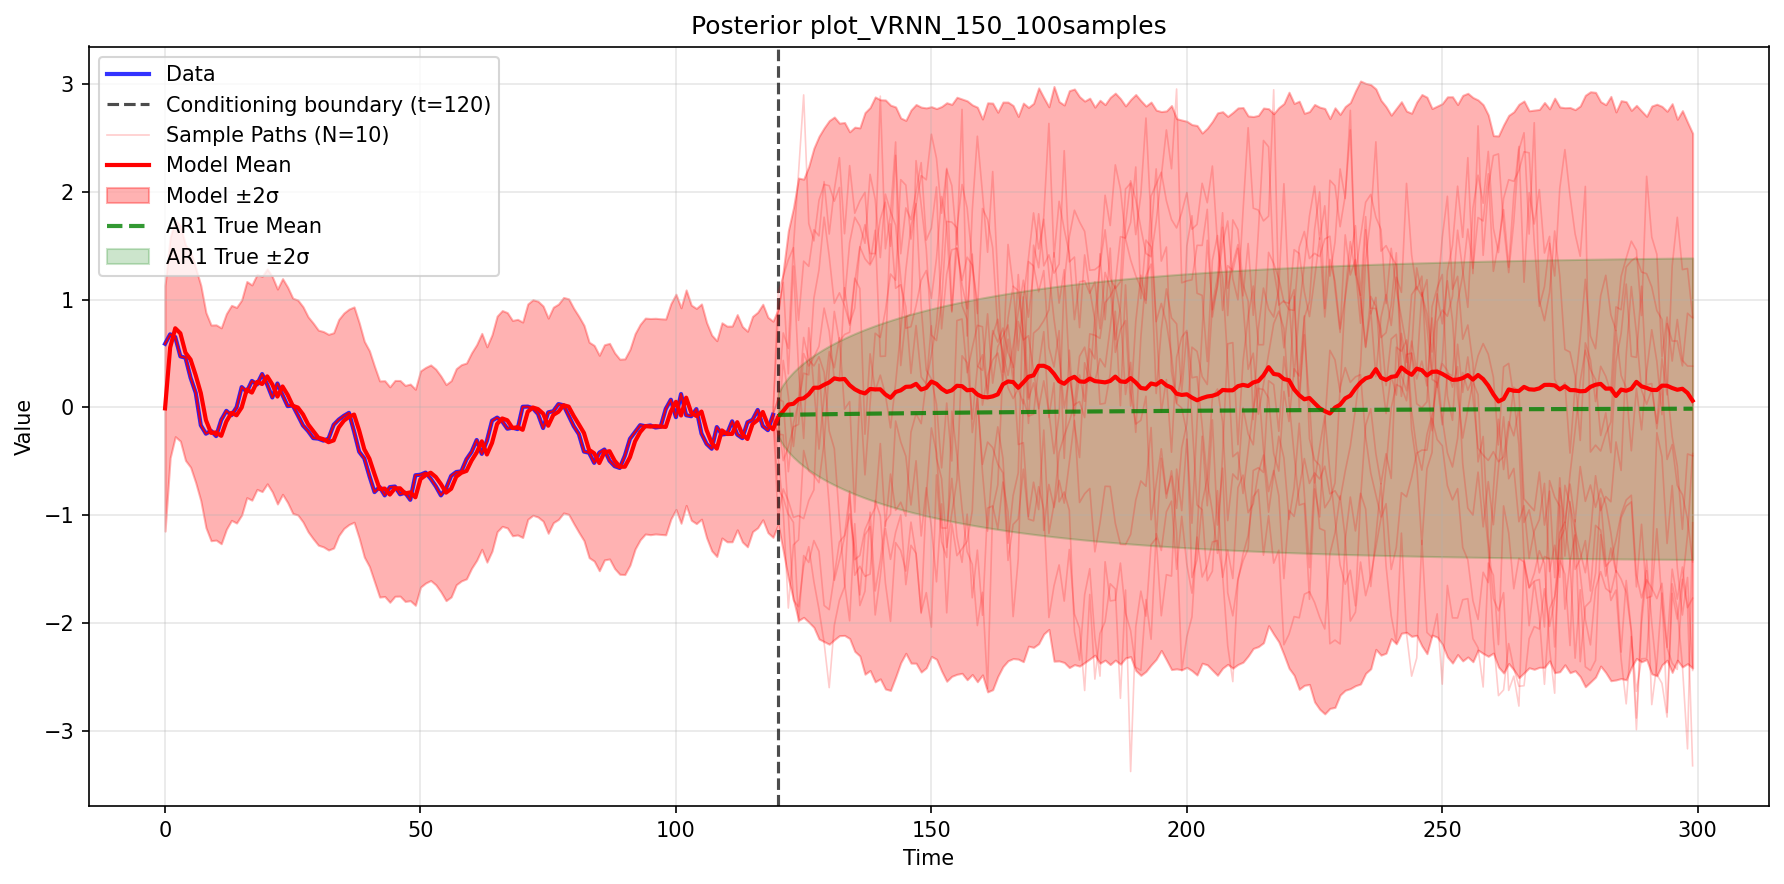 Posterior plot_VRNN_150_100samples
Data
Conditioning boundary (t=120)
Sample Paths (N=10)
Model Mean
Model ±2σ
AR1 True Mean
AR1 True ±2σ
Value
3
2
1
0
−1
−2
−3
0
50
100
150
200
250
300
Time